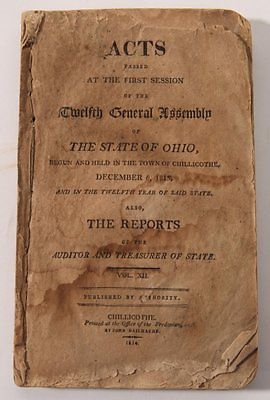 ACTS
PASSED
AT THE FIRST SESSION
OF THE
Twelfth General Assembly
OF
THE STATE OF OHIO,
BEGUN AND HELD IN THE TOWN OF CHILLICOTHE,
DECEMBER 6, 1813,
AND IN THE TWELFTH YEAR OF SAID STATE.
ALSO,
THE REPORTS
OF THE
AUDITOR AND TREASURER OF STATE.
VOL. XII.
PUBLISHED BY AUTHORITY.
CHILLICOTHE.
Printed at the Office of the Fredonian,
BY JOHN BAILHACHE.
1814.